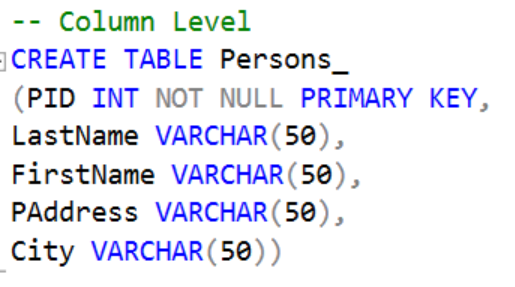 -- Column Level
CREATE TABLE Persons_
(PID INT NOT NULL PRIMARY KEY,
LastName VARCHAR(50),
FirstName VARCHAR(50),
PAddress VARCHAR(50),
City VARCHAR(50))